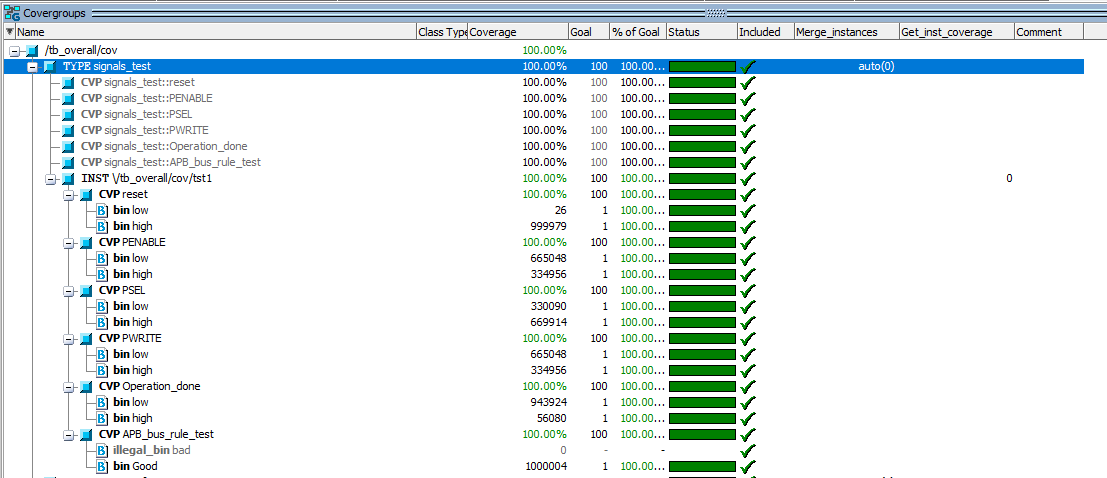 Covergroups
Name Class Type Coverage Goal % of Goal Status Included Merge_instances Get_inst_coverage Comment
/tb_overall/cov 100.00%
TYPE signals_test 100.00% 100 100.00... auto(0)
CVP signals_test::reset 100.00% 100 100.00...
CVP signals_test::PENABLE 100.00% 100 100.00...
CVP signals_test::PSEL 100.00% 100 100.00...
CVP signals_test::PWRITE 100.00% 100 100.00...
CVP signals_test::Operation_done 100.00% 100 100.00...
CVP signals_test::APB_bus_rule_test 100.00% 100 100.00...
INST \/tb_overall/cov/tst1 100.00% 100 100.00... 0
CVP reset 100.00% 100 100.00...
B bin low 26 1 100.00...
B bin high 999979 1 100.00...
CVP PENABLE 100.00% 100 100.00...
B bin low 665048 1 100.00...
B bin high 334956 1 100.00...
CVP PSEL 100.00% 100 100.00...
B bin low 330090 1 100.00...
B bin high 669914 1 100.00...
CVP PWRITE 100.00% 100 100.00...
B bin low 665048 1 100.00...
B bin high 334956 1 100.00...
CVP Operation_done 100.00% 100 100.00...
B bin low 943924 1 100.00...
B bin high 56080 1 100.00...
CVP APB_bus_rule_test 100.00% 100 100.00...
B illegal_bin bad 0 - -
B bin Good 1000004 1 100.00...